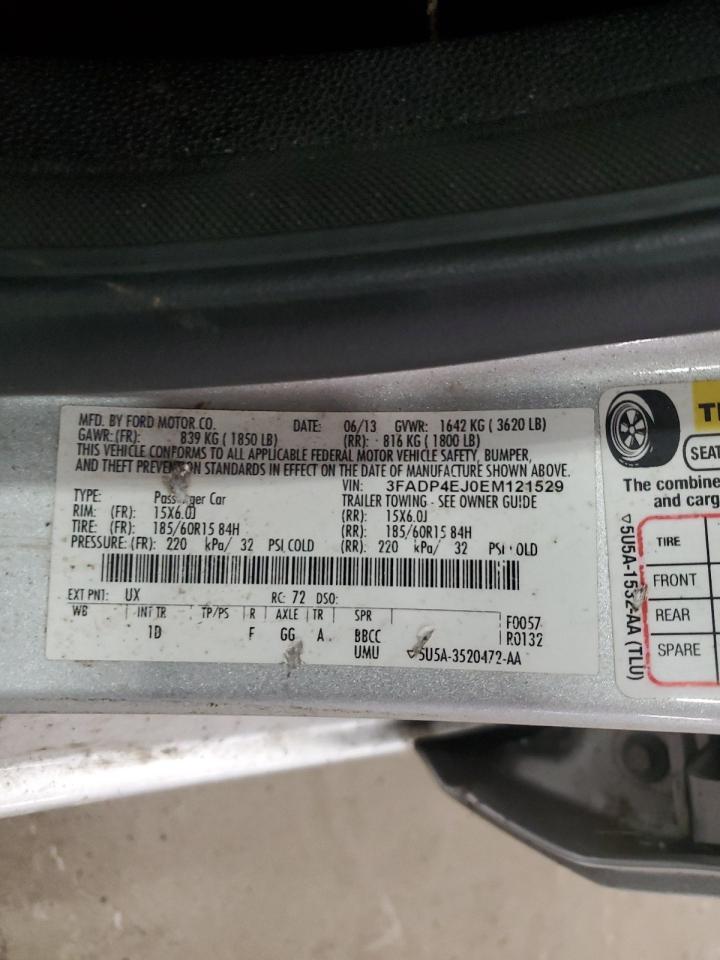 MFD. BY FORD MOTOR CO. DATE: 06/13 GVWR: 1642 KG ( 3620 LB)
GAWR:(FR): 839 KG ( 1850 LB) (RR): 816 KG ( 1800 LB)
THIS VEHICLE CONFORMS TO ALL APPLICABLE FEDERAL MOTOR VEHICLE SAFETY, BUMPER,
AND THEFT PREVENTION STANDARDS IN EFFECT ON THE DATE OF MANUFACTURE SHOWN ABOVE.
VIN: 3FADP4EJ0EM121529
TYPE: Passenger Car TRAILER TOWING - SEE OWNER GUIDE
RIM: (FR): 15X6.0J (RR): 15X6.0J
TIRE: (FR): 185/60R15 84H (RR): 185/60R15 84H
PRESSURE:(FR): 220 kPa/ 32 PSI COLD (RR): 220 kPa/ 32 PSI COLD
EXT PNT: UX RC: 72 DSO:
WB INT TR TP/PS R AXLE TR SPR F0057
1D F GG A BBCC R0132
UMU ▽5U5A-3520472-AA
SEAT
The combine
and carg
▽5U5A-1532-AA (TLU)
TIRE
FRONT
REAR
SPARE